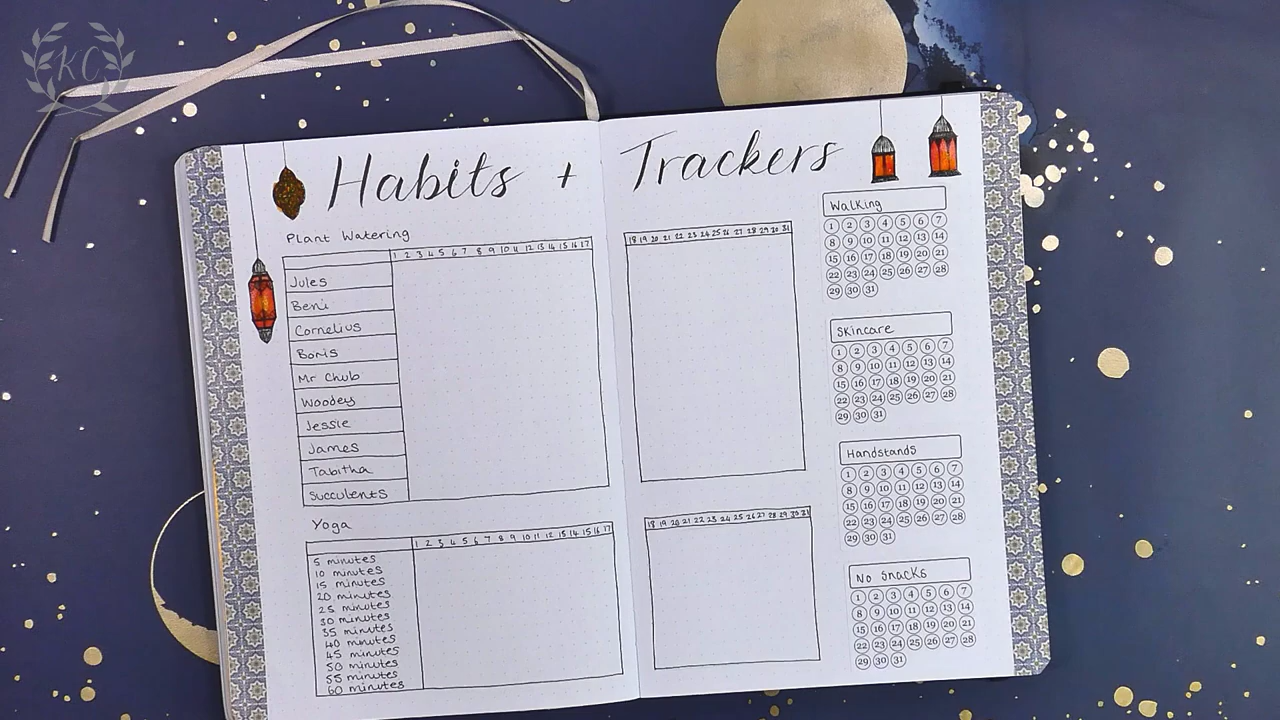 KC
Habits + Trackers
Plant Watering
1 2 3 4 5 6 7 8 9 10 11 12 13 14 15 16 17
Jules
Beni
Cornelius
Boris
Mr Chub
Woodey
Jessie
James
Tabitha
Succulents
18 19 20 21 22 23 24 25 26 27 28 29 30 31
Yoga
1 2 3 4 5 6 7 8 9 10 11 12 13 14 15 16 17
5 minutes
10 minutes
15 minutes
20 minutes
25 minutes
30 minutes
35 minutes
40 minutes
45 minutes
50 minutes
55 minutes
60 minutes
18 19 20 21 22 23 24 25 26 27 28 29 30 31
Walking
1 2 3 4 5 6 7
8 9 10 11 12 13 14
15 16 17 18 19 20 21
22 23 24 25 26 27 28
29 30 31
Skincare
1 2 3 4 5 6 7
8 9 10 11 12 13 14
15 16 17 18 19 20 21
22 23 24 25 26 27 28
29 30 31
Handstands
1 2 3 4 5 6 7
8 9 10 11 12 13 14
15 16 17 18 19 20 21
22 23 24 25 26 27 28
29 30 31
No snacks
1 2 3 4 5 6 7
8 9 10 11 12 13 14
15 16 17 18 19 20 21
22 23 24 25 26 27 28
29 30 31